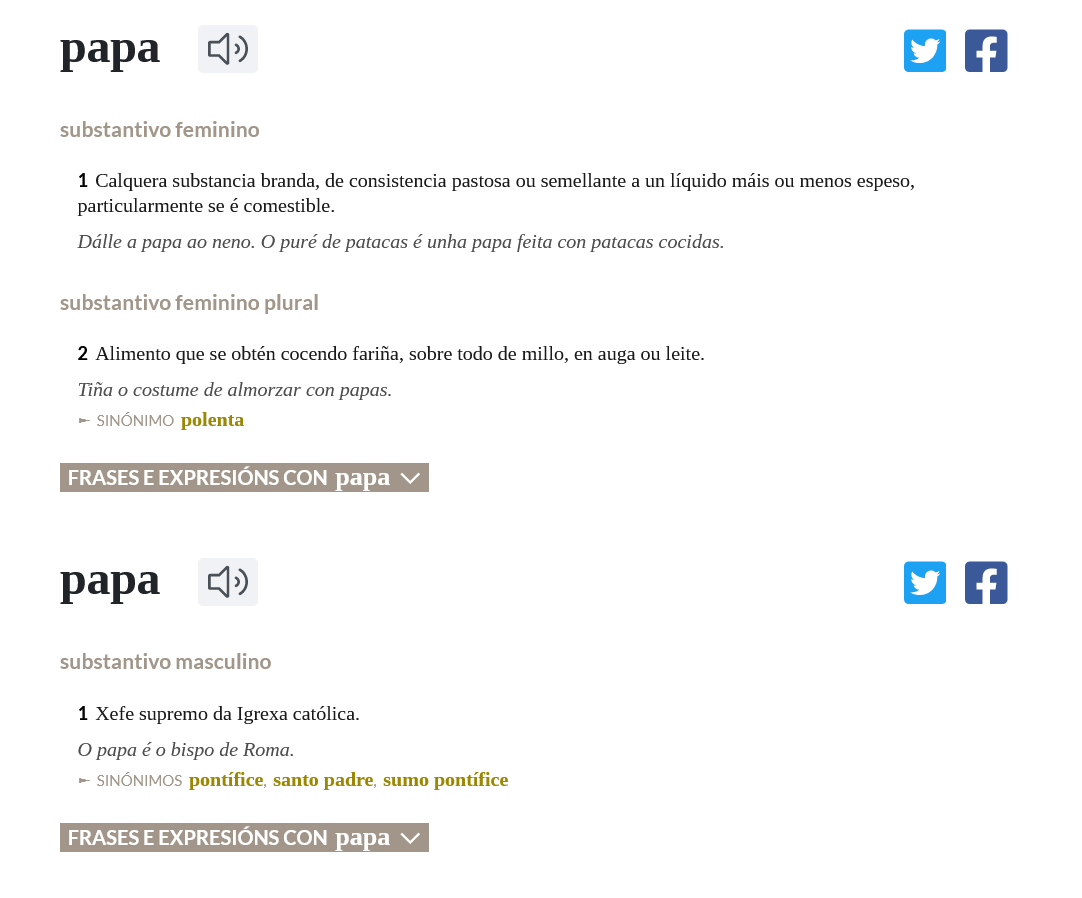 papa
substantivo feminino
1 Calquera substancia branda, de consistencia pastosa ou semellante a un líquido máis ou menos espeso,
particularmente se é comestible.
Dálle a papa ao neno. O puré de patacas é unha papa feita con patacas cocidas.
substantivo feminino plural
2 Alimento que se obtén cocendo fariña, sobre todo de millo, en auga ou leite.
Tiña o costume de almorzar con papas.
SINÓNIMO polenta
FRASES E EXPRESIÓNS CON papa
papa
substantivo masculino
1 Xefe supremo da Igrexa católica.
O papa é o bispo de Roma.
SINÓNIMOS pontífice, santo padre, sumo pontífice
FRASES E EXPRESIÓNS CON papa